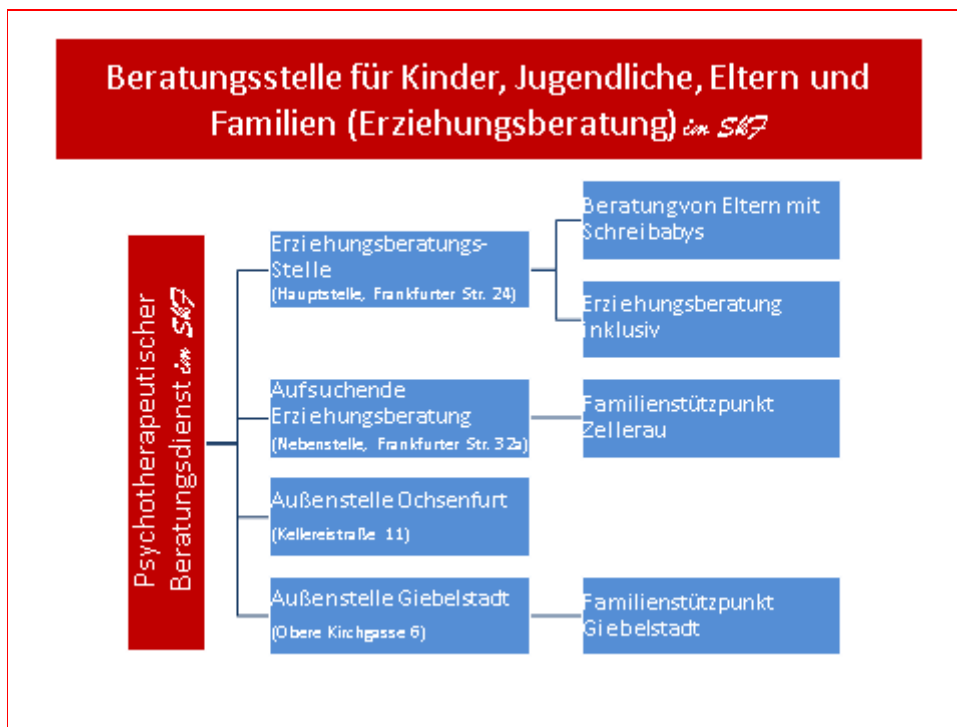 Beratungsstelle für Kinder, Jugendliche, Eltern und
Familien (Erziehungsberatung) im SkF
Psychotherapeutischer
Beratungsdienst im SkF
Erziehungsberatungs-
Stelle
(Hauptstelle, Frankfurter Str. 24)
Beratung von Eltern mit
Schreibabys
Erziehungsberatung
inklusiv
Aufsuchende
Erziehungsberatung
(Nebenstelle, Frankfurter Str. 32a)
Familienstützpunkt
Zellerau
Außenstelle Ochsenfurt
(Kellereistraße 11)
Außenstelle Giebelstadt
(Obere Kirchgasse 6)
Familienstützpunkt
Giebelstadt